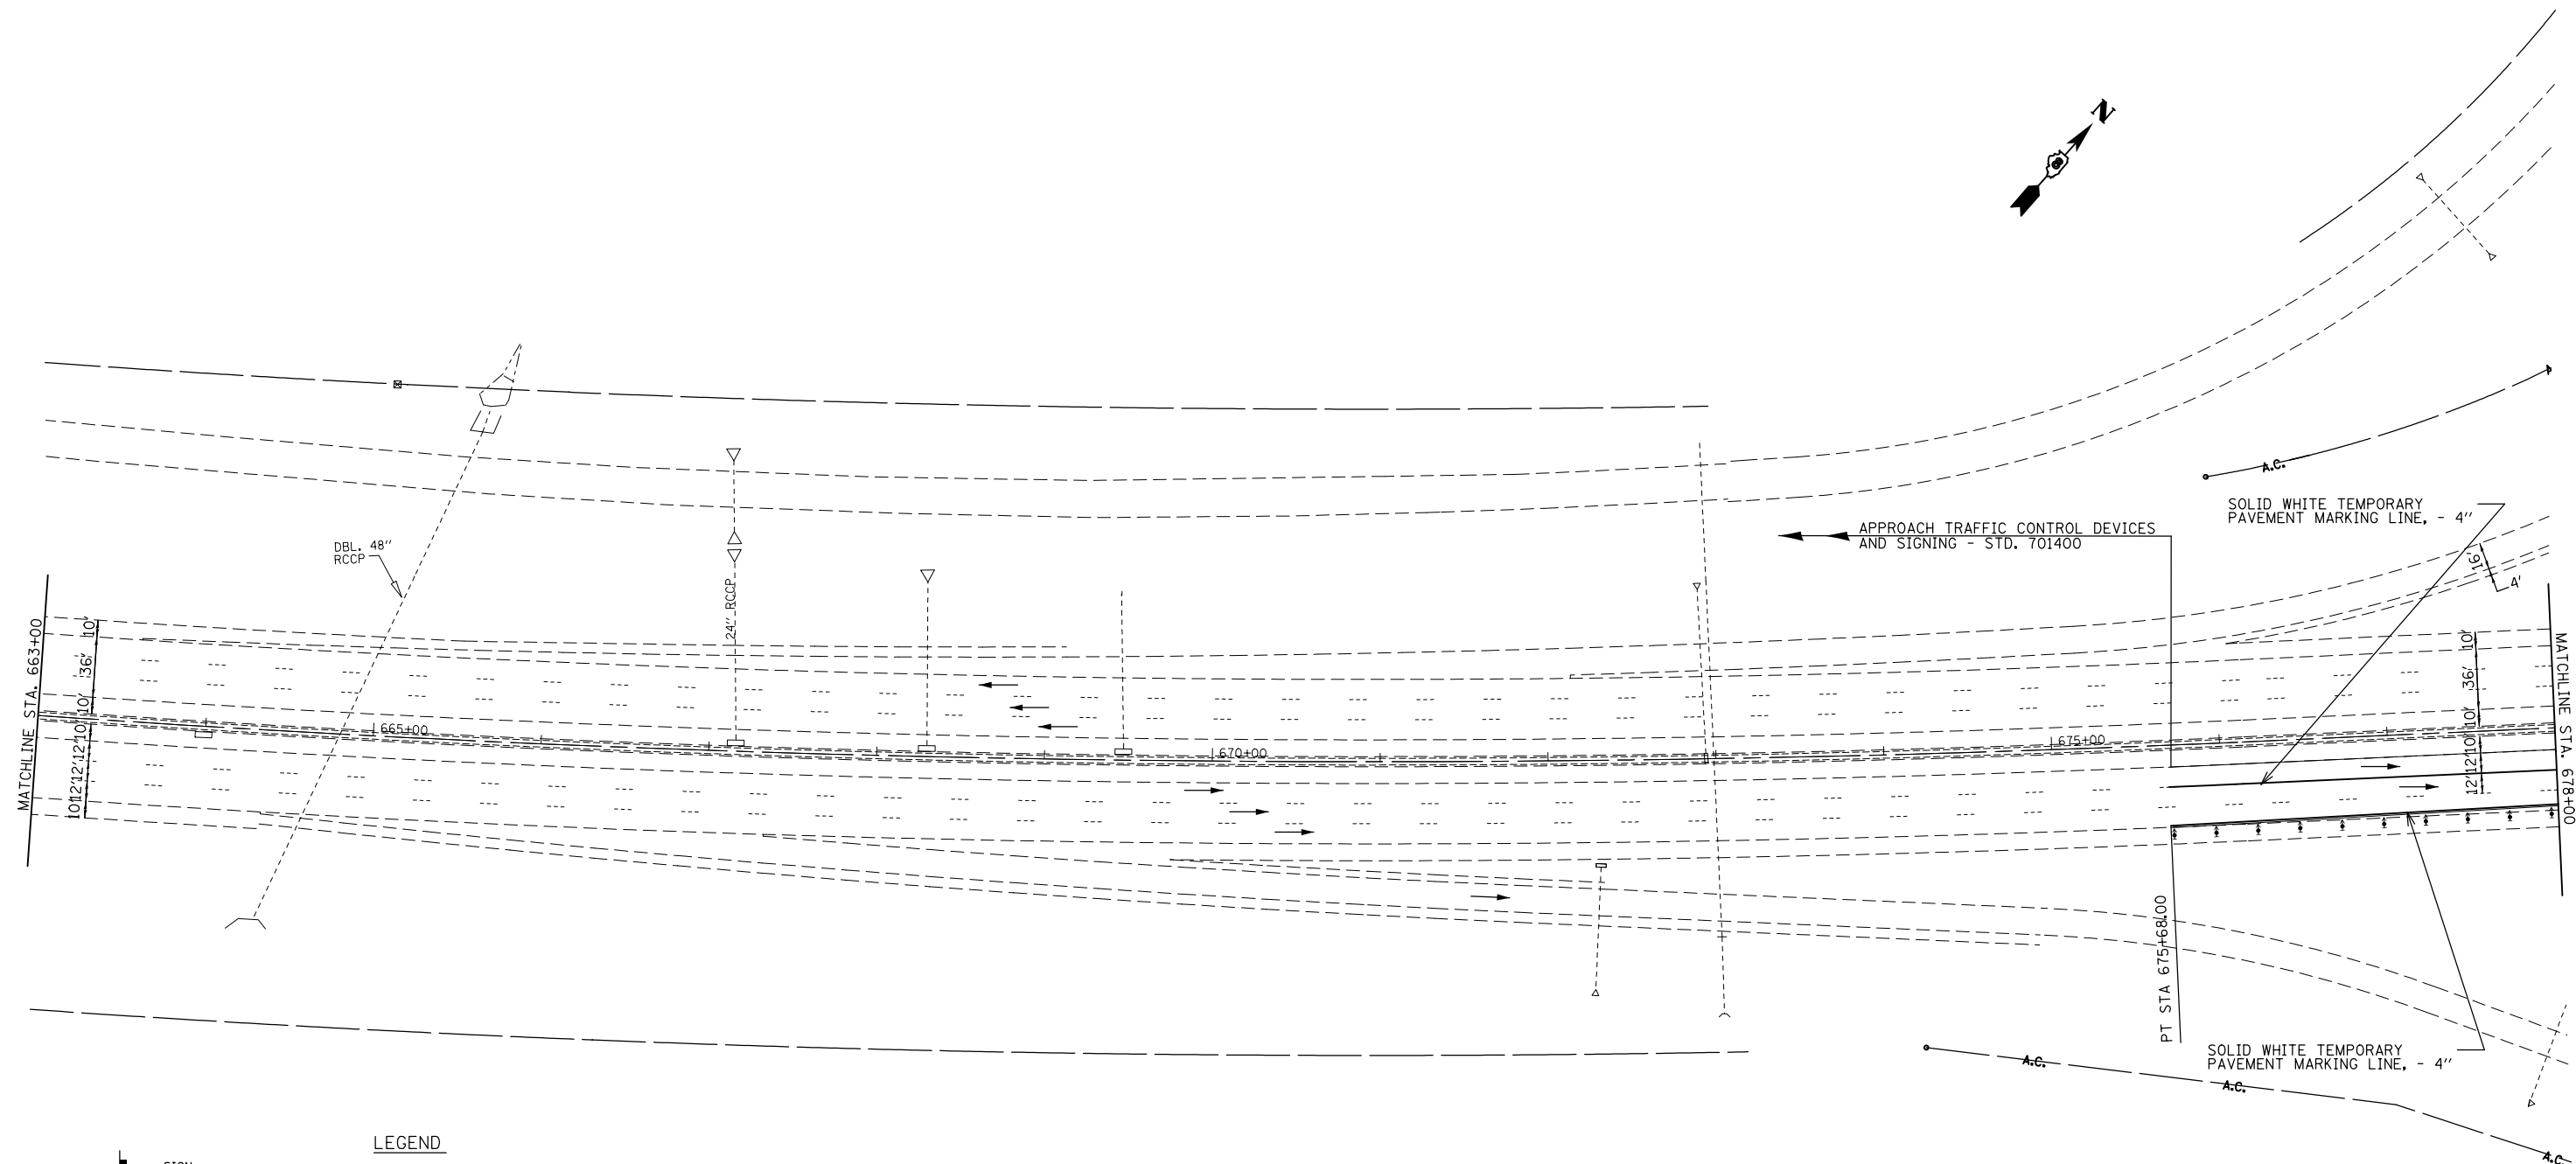 N
A.C.
SOLID WHITE TEMPORARY
PAVEMENT MARKING LINE, - 4"
APPROACH TRAFFIC CONTROL DEVICES
AND SIGNING - STD. 701400
DBL. 48"
RCCP
24" RCCP
16'
4'
MATCHLINE STA. 663+00
10'
36'
10'
10'
12'
12'
12'
10'
665+00
670+00
675+00
10'
36'
10'
10'
12'
12'
MATCHLINE STA. 678+00
PT STA 675+68.00
SOLID WHITE TEMPORARY
PAVEMENT MARKING LINE, - 4"
A.C.
A.C.
A.C.
LEGEND
SIGN